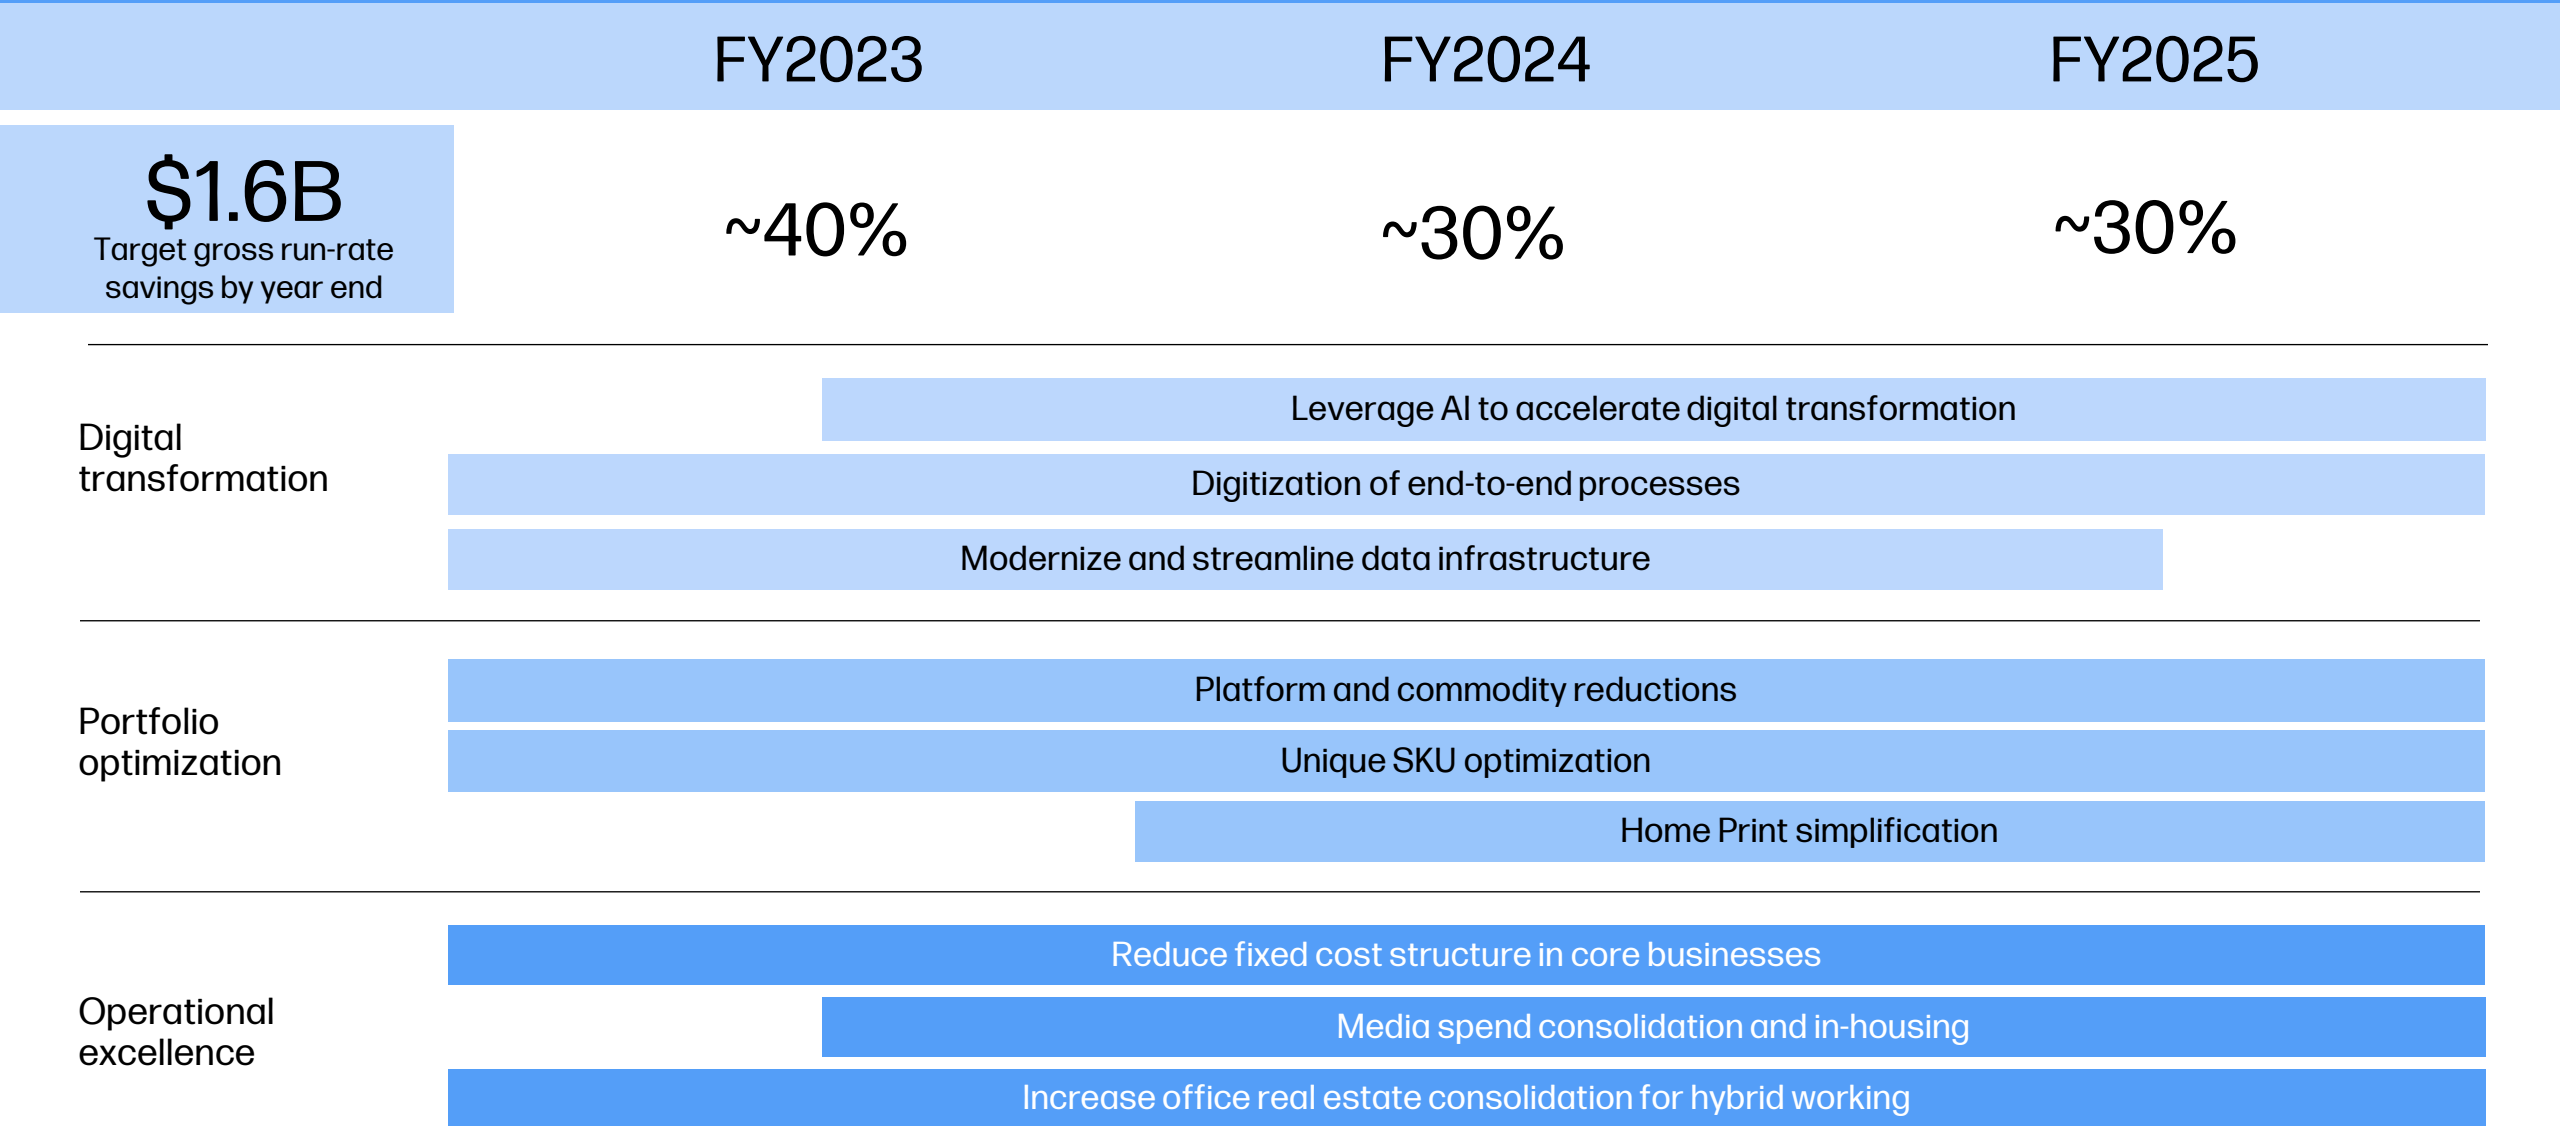 FY2023 FY2024 FY2025
$1.6B
Target gross run-rate
savings by year end
~40% ~30% ~30%
Digital
transformation
Leverage AI to accelerate digital transformation
Digitization of end-to-end processes
Modernize and streamline data infrastructure
Portfolio
optimization
Platform and commodity reductions
Unique SKU optimization
Home Print simplification
Operational
excellence
Reduce fixed cost structure in core businesses
Media spend consolidation and in-housing
Increase office real estate consolidation for hybrid working